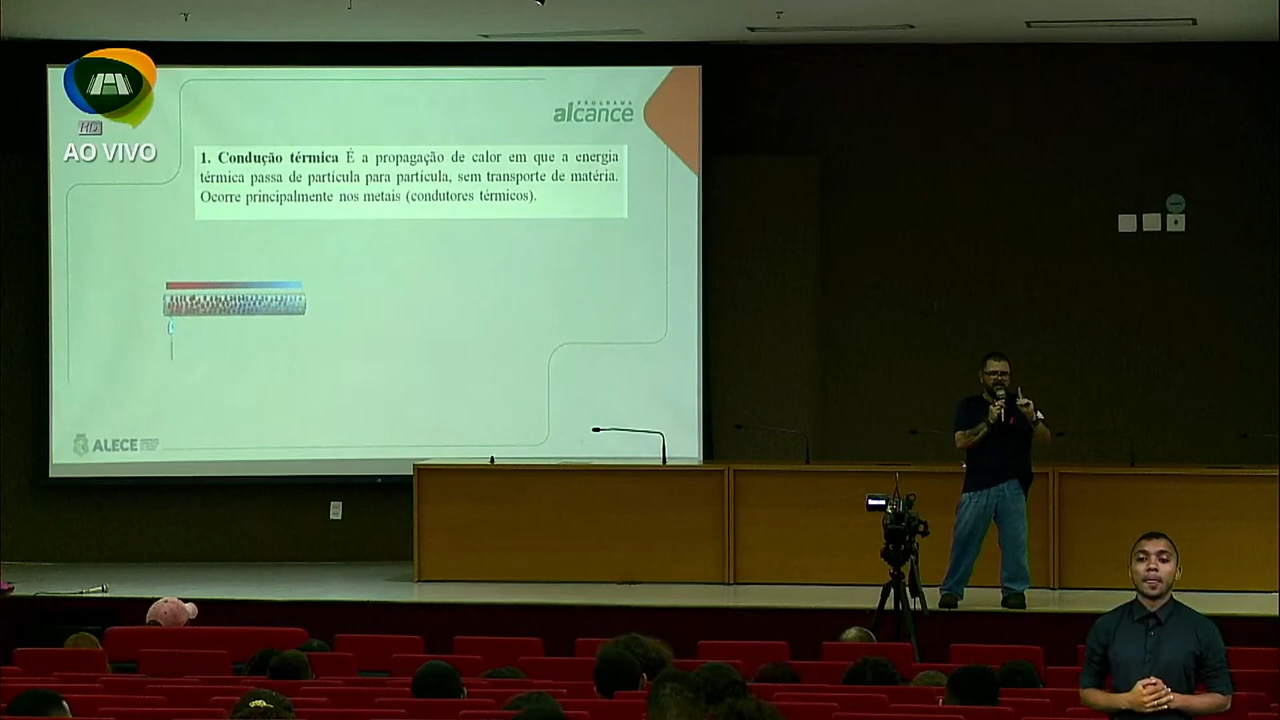 HD
AO VIVO
PROGRAMA
alcance
1. Condução térmica É a propagação de calor em que a energia
térmica passa de partícula para partícula, sem transporte de matéria.
Ocorre principalmente nos metais (condutores térmicos).
ALECE